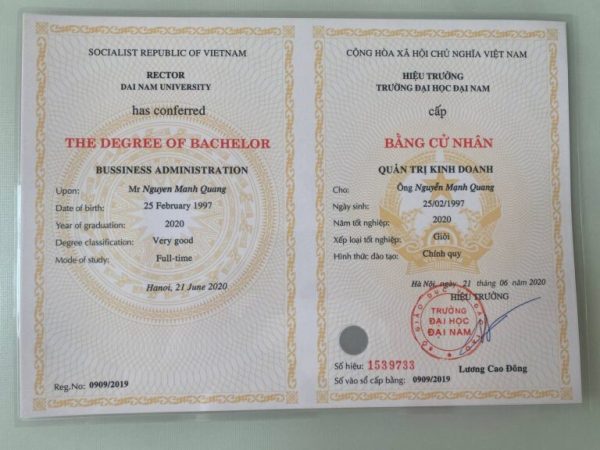 SOCIALIST REPUBLIC OF VIETNAM
RECTOR
DAI NAM UNIVERSITY
has conferred
THE DEGREE OF BACHELOR
BUSSINESS ADMINISTRATION
Upon: Mr Nguyen Manh Quang
Date of birth: 25 February 1997
Year of graduation: 2020
Degree classification: Very good
Mode of study: Full-time
Hanoi, 21 June 2020
Reg.No: 0909/2019
CỘNG HÒA XÃ HỘI CHỦ NGHĨA VIỆT NAM
HIỆU TRƯỞNG
TRƯỜNG ĐẠI HỌC ĐẠI NAM
cấp
BẰNG CỬ NHÂN
QUẢN TRỊ KINH DOANH
Cho: Ông Nguyễn Mạnh Quang
Ngày sinh: 25/02/1997
Năm tốt nghiệp: 2020
Xếp loại tốt nghiệp: Giỏi
Hình thức đào tạo: Chính quy
Hà Nội, ngày 21 tháng 06 năm 2020
HIỆU TRƯỞNG
TRƯỜNG
ĐẠI HỌC
ĐẠI NAM
Số hiệu: 1539733
Lương Cao Đông
Số vào sổ cấp bằng: 0909/2019